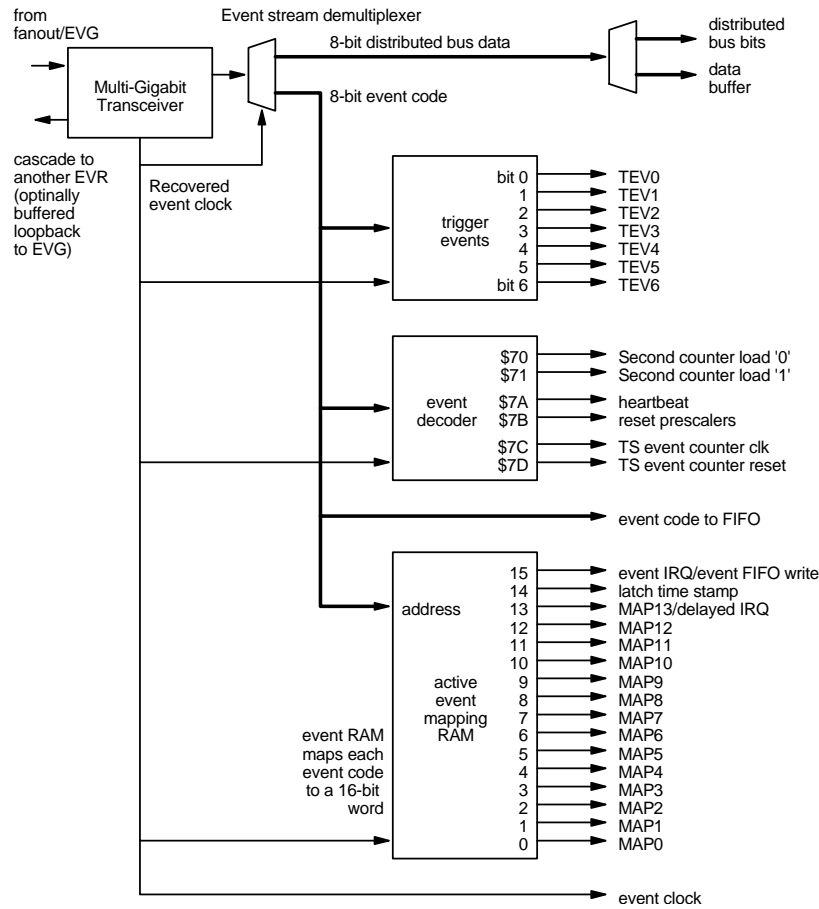 from
fanout/EVG
Event stream demultiplexer
8-bit distributed bus data
distributed
bus bits
data
buffer
Multi-Gigabit
Transceiver
8-bit event code
cascade to
another EVR
(optinally
buffered
loopback
to EVG)
Recovered
event clock
trigger
events
bit 0
1
2
3
4
5
bit 6
TEV0
TEV1
TEV2
TEV3
TEV4
TEV5
TEV6
event
decoder
$70
$71
$7A
$7B
$7C
$7D
Second counter load '0'
Second counter load '1'
heartbeat
reset prescalers
TS event counter clk
TS event counter reset
event code to FIFO
address
active
event
mapping
RAM
event RAM
maps each
event code
to a 16-bit
word
15
14
13
12
11
10
9
8
7
6
5
4
3
2
1
0
event IRQ/event FIFO write
latch time stamp
MAP13/delayed IRQ
MAP12
MAP11
MAP10
MAP9
MAP8
MAP7
MAP6
MAP5
MAP4
MAP3
MAP2
MAP1
MAP0
event clock